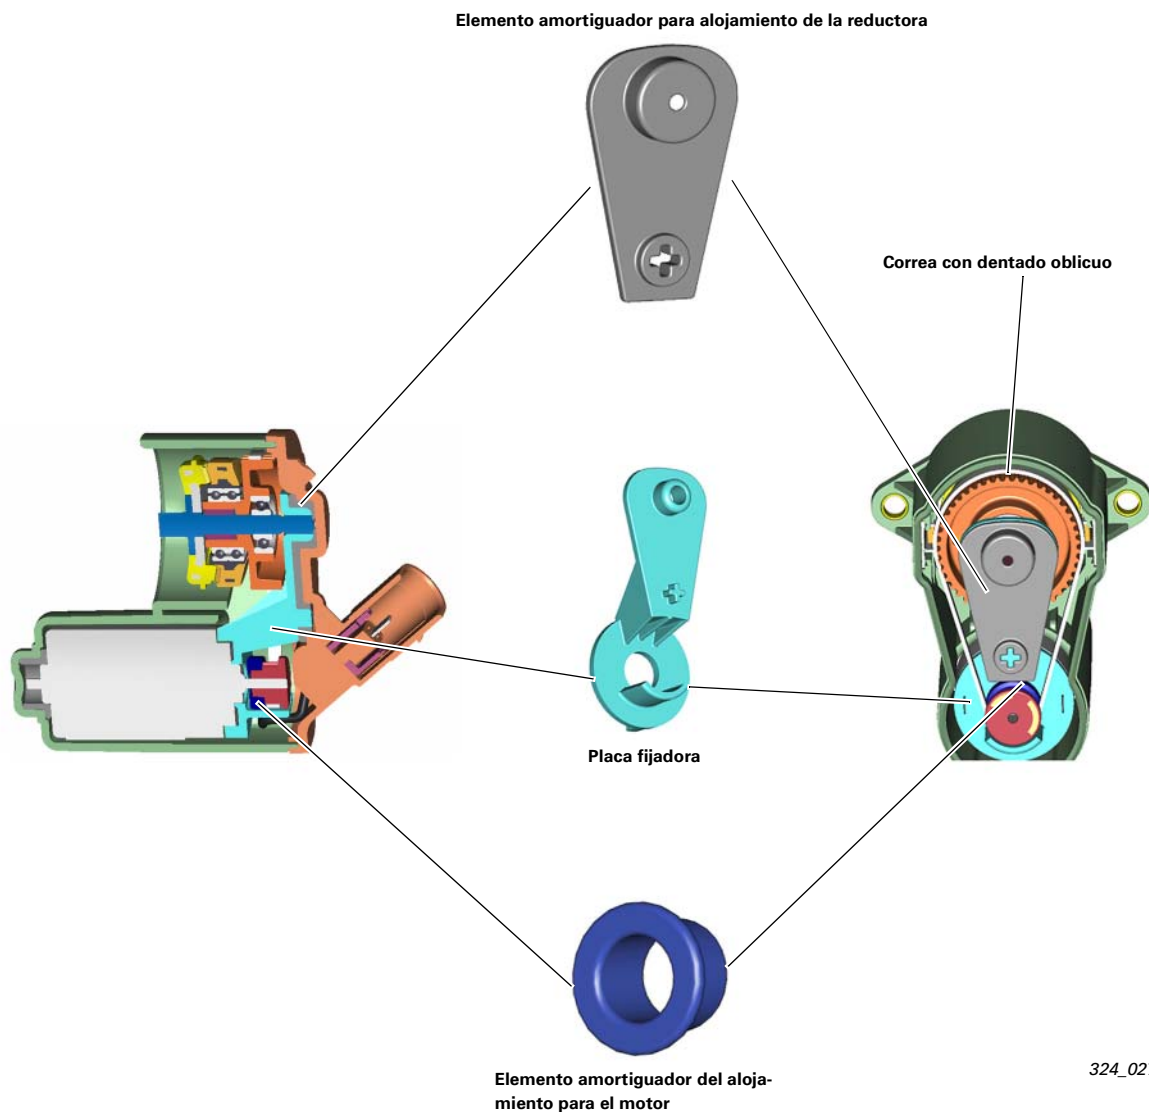 Elemento amortiguador para alojamiento de la reductora
Correa con dentado oblicuo
Placa fijadora
Elemento amortiguador del aloja-
miento para el motor